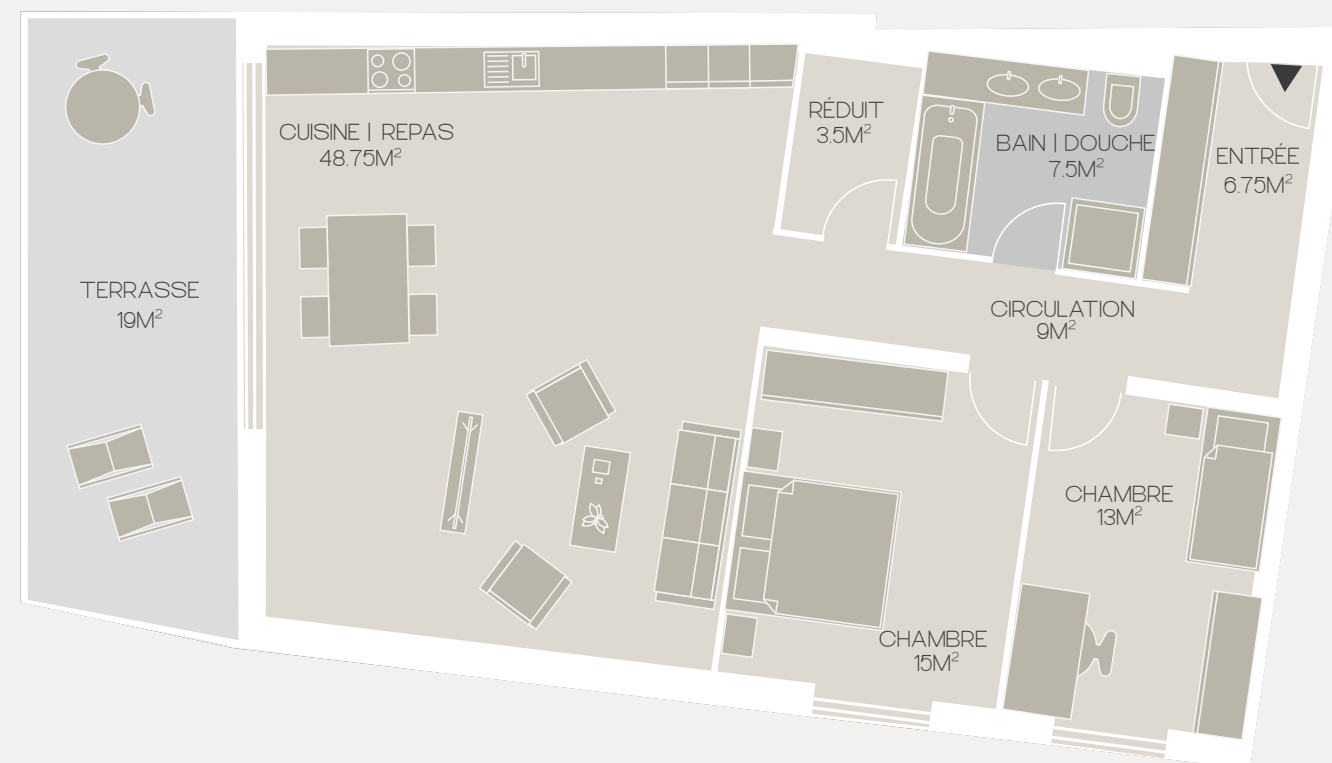 CUISINE | REPAS
48.75M²
RÉDUIT
3.5M²
BAIN | DOUCHE
7.5M²
ENTRÉE
6.75M²
TERRASSE
19M²
CIRCULATION
9M²
CHAMBRE
13M²
CHAMBRE
15M²